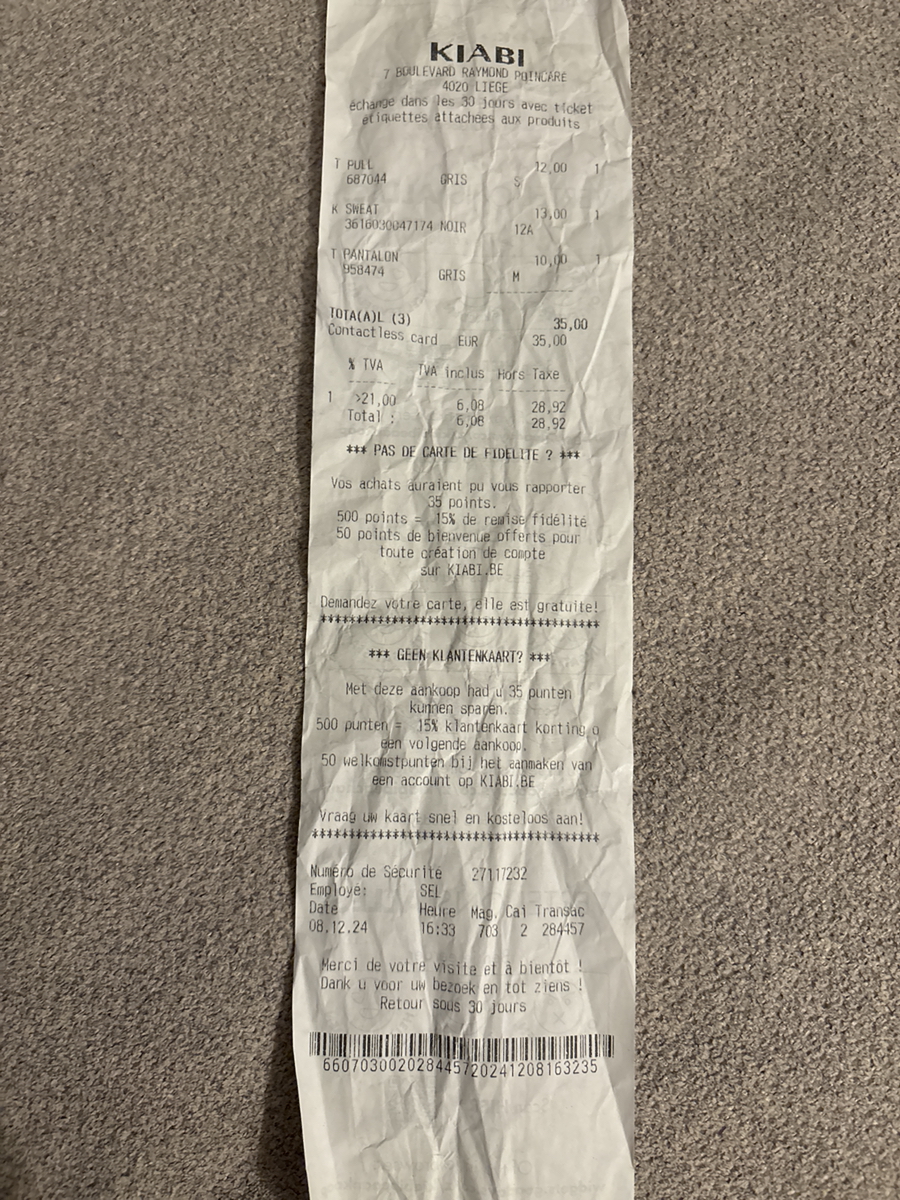 KIABI
7 BOULEVARD RAYMOND POINCARE
4020 LIEGE
échange dans les 30 jours avec ticket
etiquettes attachees aux produits
T PULL 12,00 1
687044 GRIS S
K SWEAT 13,00 1
3616030847174 NOIR 12A
T PANTALON 10,00 1
958474 GRIS M
------------
TOTA(A)L (3) 35,00
Contactless card EUR 35,00
% TVA TVA inclus Hors Taxe
1 >21,00 6,08 28,92
Total : 6,08 28,92
*** PAS DE CARTE DE FIDELITE ? ***
Vos achats auraient pu vous rapporter
35 points.
500 points = 15% de remise fidélité
50 points de bienvenue offerts pour
toute création de compte
sur KIABI.BE
Demandez votre carte, elle est gratuite!
****************************************
*** GEEN KLANTENKAART? ***
Met deze aankoop had u 35 punten
kunnen sparen.
500 punten = 15% klantenkaart korting o
een volgende aankoop.
50 welkomstpunten bij het aanmaken van
een account op KIABI.BE
Vraag uw kaart snel en kosteloos aan!
****************************************
Numéro de Sécurité 27117232
Employé: SEL
Date Heure Mag. Cai Transac
08.12.24 16:33 703 2 284457
Merci de votre visite et à bientôt !
Dank u voor uw bezoek en tot ziens !
Retour sous 30 jours
660703002028445720241208163235